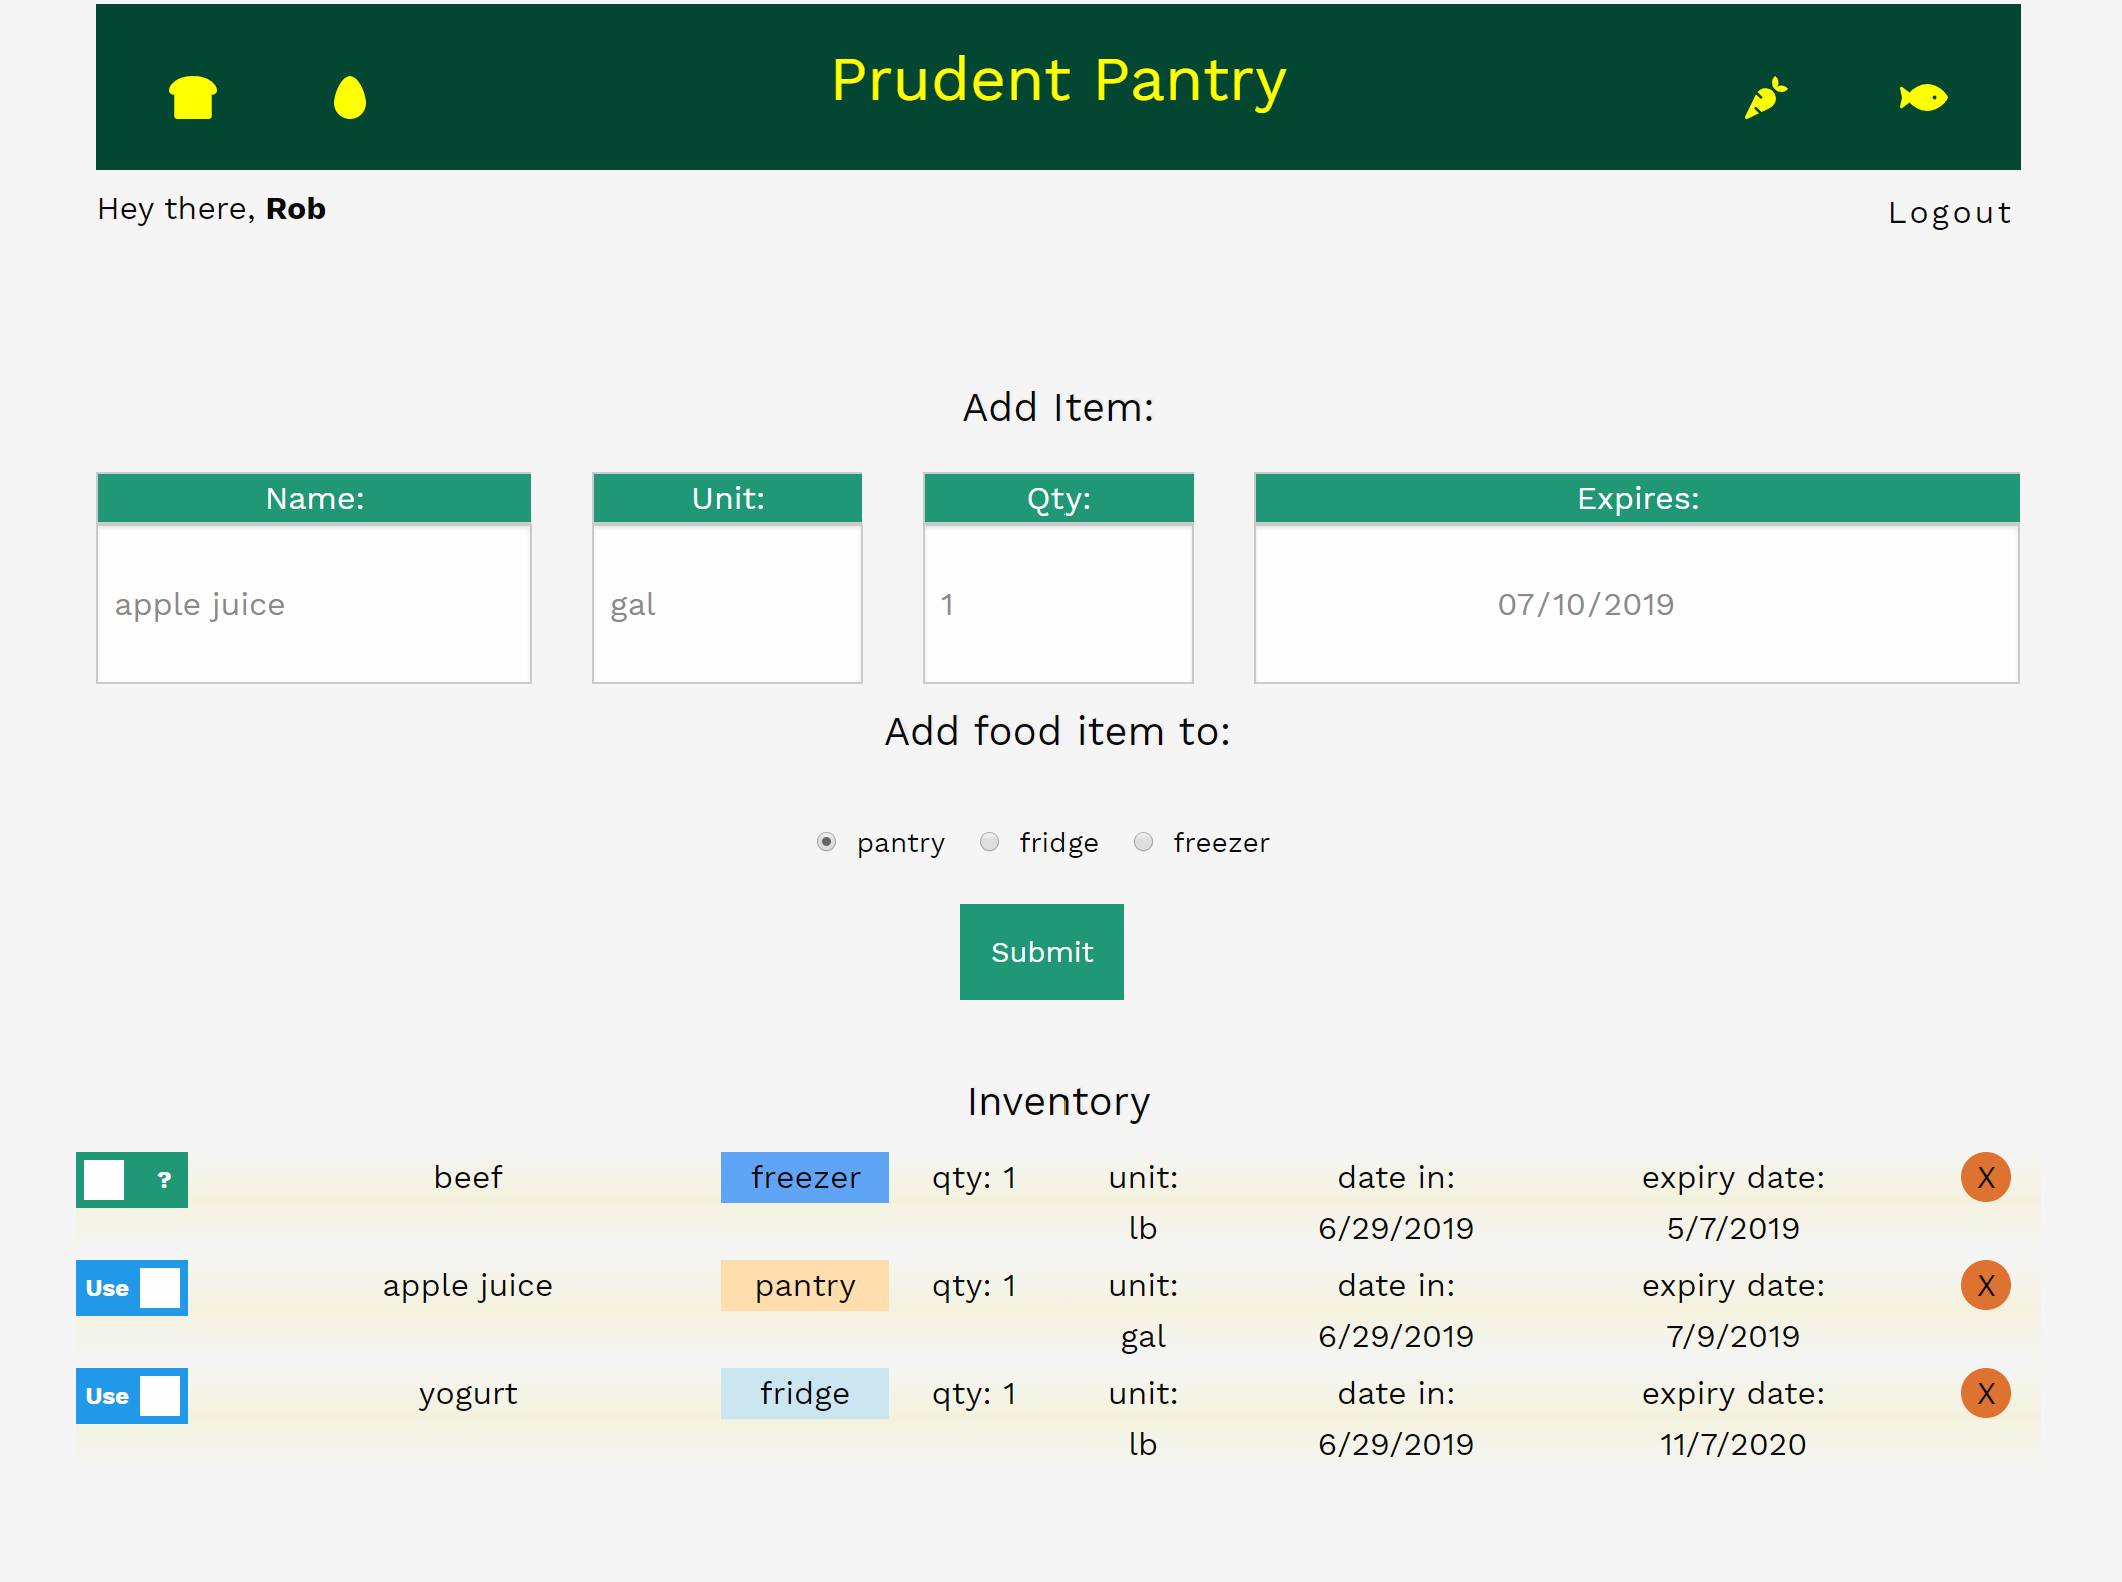 Prudent Pantry
Hey there, Rob
Logout
Add Item:
Name: Unit: Qty: Expires:
apple juice gal 1 07/10/2019
Add food item to:
pantry fridge freezer
Submit
Inventory
? beef freezer qty: 1 unit: date in: expiry date: X
lb 6/29/2019 5/7/2019
Use apple juice pantry qty: 1 unit: date in: expiry date: X
gal 6/29/2019 7/9/2019
Use yogurt fridge qty: 1 unit: date in: expiry date: X
lb 6/29/2019 11/7/2020